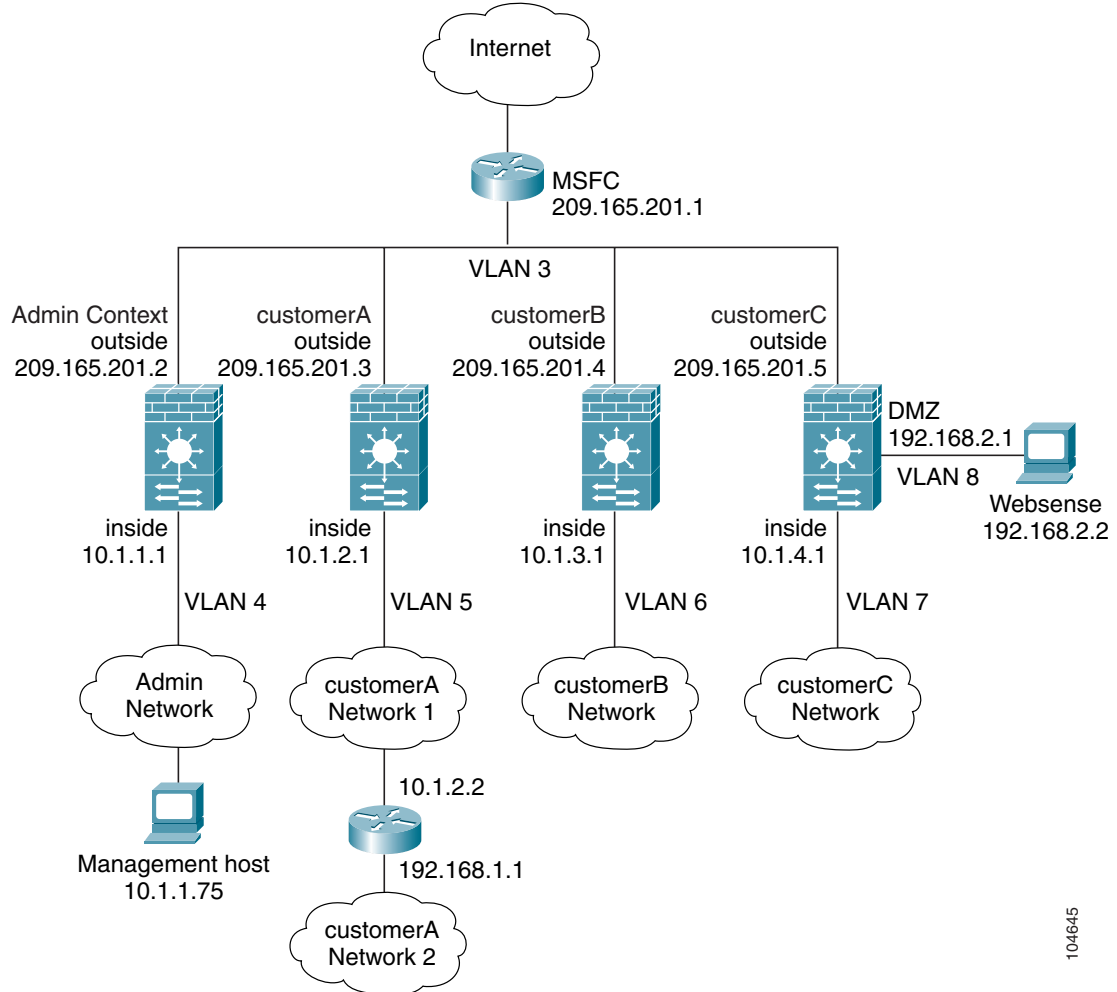 Internet
MSFC
209.165.201.1
VLAN 3
Admin Context
outside
209.165.201.2
customerA
outside
209.165.201.3
customerB
outside
209.165.201.4
customerC
outside
209.165.201.5
DMZ
192.168.2.1
VLAN 8
Websense
192.168.2.2
inside
10.1.1.1
inside
10.1.2.1
inside
10.1.3.1
inside
10.1.4.1
VLAN 4
VLAN 5
VLAN 6
VLAN 7
Admin
Network
customerA
Network 1
customerB
Network
customerC
Network
Management host
10.1.1.75
10.1.2.2
192.168.1.1
customerA
Network 2
104645